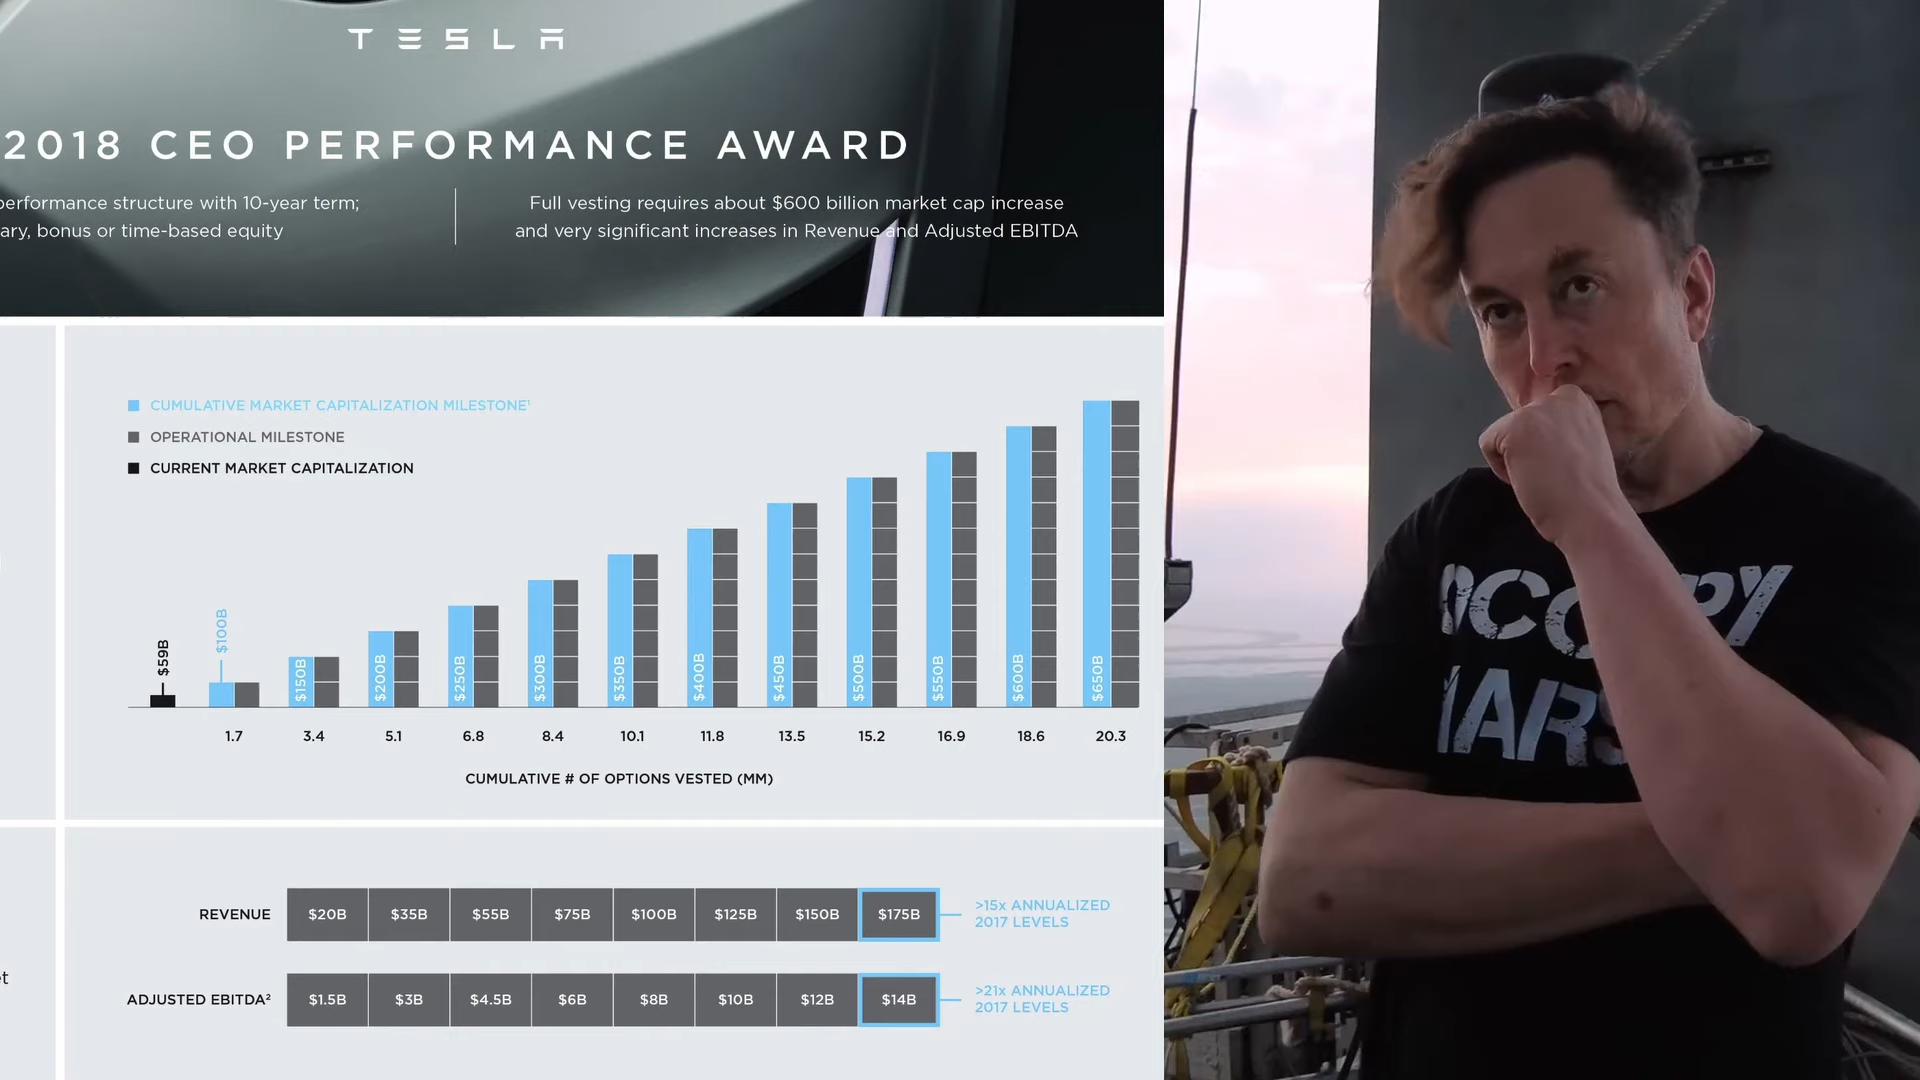 TESLA
2018 CEO PERFORMANCE AWARD
performance structure with 10-year term;
ary, bonus or time-based equity
Full vesting requires about $600 billion market cap increase
and very significant increases in Revenue and Adjusted EBITDA
CUMULATIVE MARKET CAPITALIZATION MILESTONE¹
OPERATIONAL MILESTONE
CURRENT MARKET CAPITALIZATION
$59B
$100B
$150B
$200B
$250B
$300B
$350B
$400B
$450B
$500B
$550B
$600B
$650B
1.7 3.4 5.1 6.8 8.4 10.1 11.8 13.5 15.2 16.9 18.6 20.3
CUMULATIVE # OF OPTIONS VESTED (MM)
REVENUE $20B $35B $55B $75B $100B $125B $150B $175B
>15x ANNUALIZED
2017 LEVELS
et
ADJUSTED EBITDA² $1.5B $3B $4.5B $6B $8B $10B $12B $14B
>21x ANNUALIZED
2017 LEVELS